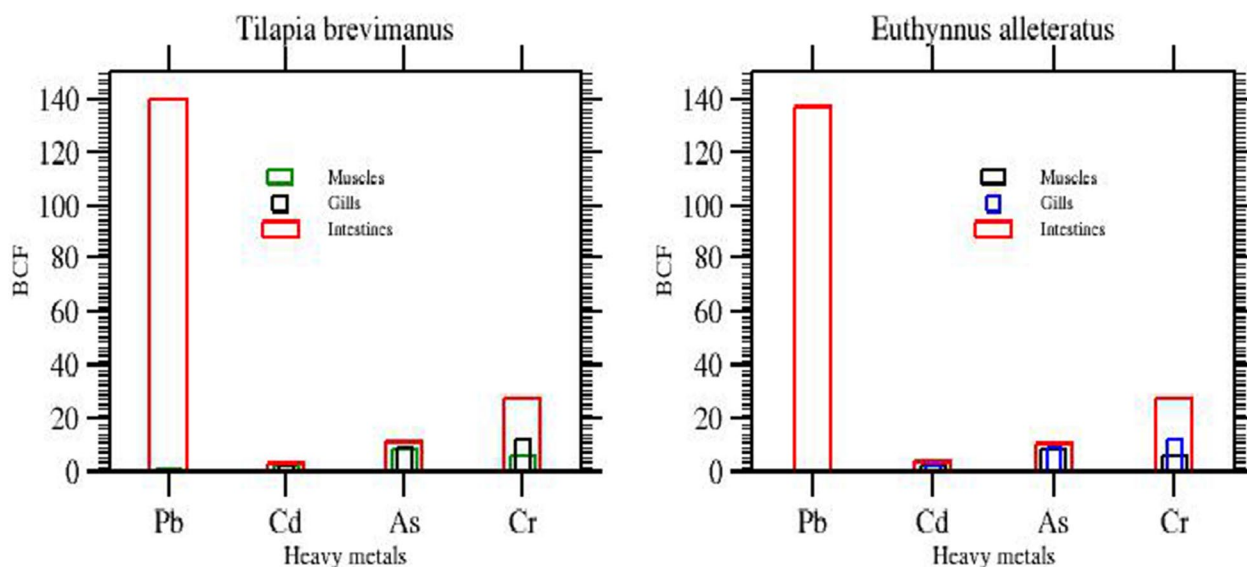 Tilapia brevimanus
BCF
140
120
100
80
60
40
20
0
Muscles
Gills
Intestines
Pb Cd As Cr
Heavy metals
Euthynnus alleteratus
BCF
140
120
100
80
60
40
20
0
Muscles
Gills
Intestines
Pb Cd As Cr
Heavy metals